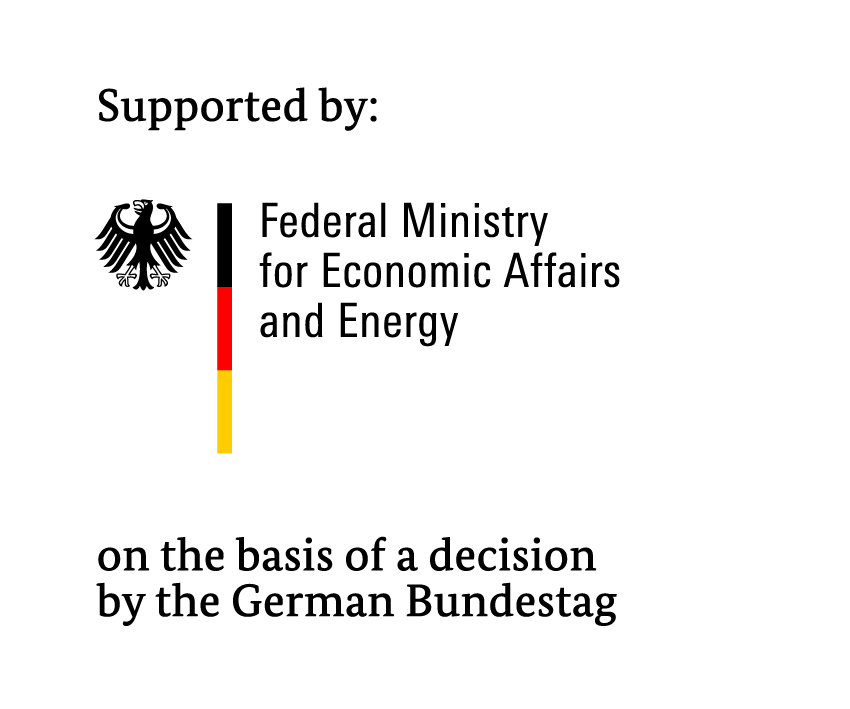 Supported by:
Federal Ministry
for Economic Affairs
and Energy
on the basis of a decision
by the German Bundestag